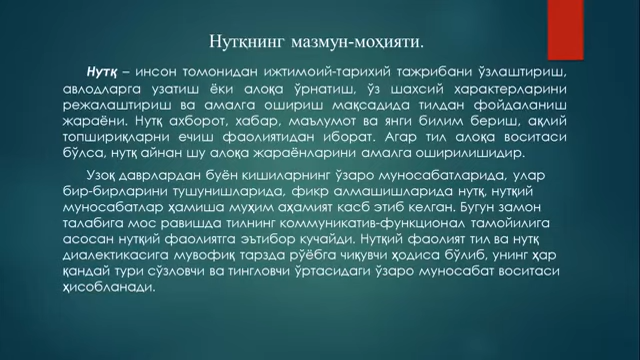 Нутқнинг мазмун-моҳияти.
Нутқ – инсон томонидан ижтимоий-тарихий тажрибани ўзлаштириш,
авлодларга узатиш ёки алоқа ўрнатиш, ўз шахсий характерларини
режалаштириш ва амалга ошириш мақсадида тилдан фойдаланиш
жараёни. Нутқ ахборот, хабар, маълумот ва янги билим бериш, ақлий
топшириқларни ечиш фаолиятидан иборат. Агар тил алоқа воситаси
бўлса, нутқ айнан шу алоқа жараёнларини амалга оширилишидир.
Узоқ даврлардан буён кишиларнинг ўзаро муносабатларида, улар
бир-бирларини тушунишларида, фикр алмашишларида нутқ, нутқий
муносабатлар ҳамиша муҳим аҳамият касб этиб келган. Бугун замон
талабига мос равишда тилнинг коммуникатив-функционал тамойилига
асосан нутқий фаолиятга эътибор кучайди. Нутқий фаолият тил ва нутқ
диалектикасига мувофиқ тарзда рўёбга чиқувчи ҳодиса бўлиб, унинг ҳар
қандай тури сўзловчи ва тингловчи ўртасидаги ўзаро муносабат воситаси
ҳисобланади.